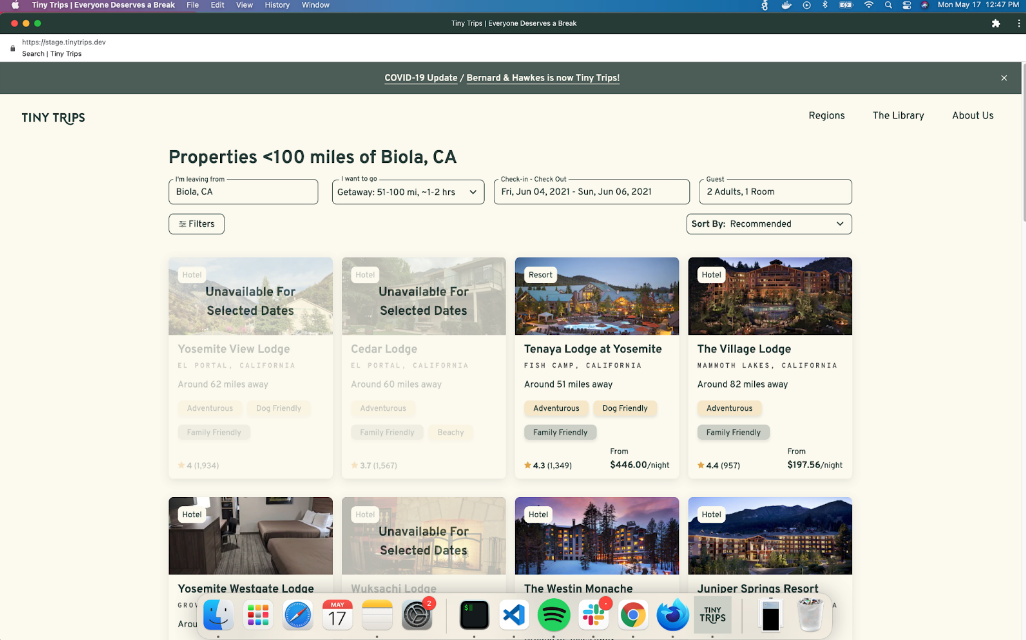 Tiny Trips | Everyone Deserves a Break File Edit View History Window
Mon May 17 12:47 PM
Tiny Trips | Everyone Deserves a Break
https://stage.tinytrips.dev
Search | Tiny Trips
COVID-19 Update / Bernard & Hawkes is now Tiny Trips!
TINY TRIPS
Regions The Library About Us
Properties <100 miles of Biola, CA
I'm leaving from
Biola, CA
I want to go
Getaway: 51-100 mi, ~1-2 hrs
Check-in - Check Out
Fri, Jun 04, 2021 - Sun, Jun 06, 2021
Guest
2 Adults, 1 Room
Filters
Sort By: Recommended
Hotel
Unavailable For
Selected Dates
Yosemite View Lodge
EL PORTAL, CALIFORNIA
Around 62 miles away
Adventurous Dog Friendly
Family Friendly
4 (1,934)
Hotel
Unavailable For
Selected Dates
Cedar Lodge
EL PORTAL, CALIFORNIA
Around 60 miles away
Adventurous
Family Friendly Beachy
3.7 (1,567)
Resort
Tenaya Lodge at Yosemite
FISH CAMP, CALIFORNIA
Around 51 miles away
Adventurous Dog Friendly
Family Friendly
From
4.3 (1,349) $446.00/night
Hotel
The Village Lodge
MAMMOTH LAKES, CALIFORNIA
Around 82 miles away
Adventurous
Family Friendly
From
4.4 (957) $197.56/night
Hotel
Yosemite Westgate Lodge
GROV
Arou
Hotel
Unavailable For
Selected Dates
Wuksachi Lodge
Hotel
The Westin Monache
Hotel
Juniper Springs Resort
MAY
17
2
TINY
TRIPS